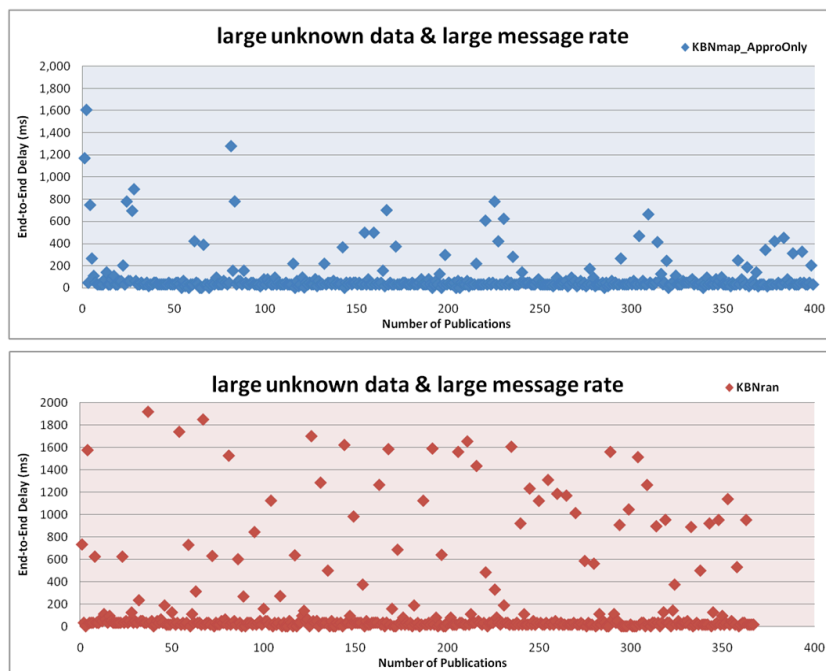 large unknown data & large message rate
KBNmap_ApproOnly
End-to-End Delay (ms)
2,000
1,800
1,600
1,400
1,200
1,000
800
600
400
200
0
0 50 100 150 200 250 300 350 400
Number of Publications
large unknown data & large message rate
KBNran
End-to-End Delay (ms)
2000
1800
1600
1400
1200
1000
800
600
400
200
0
0 50 100 150 200 250 300 350 400
Number of Publications